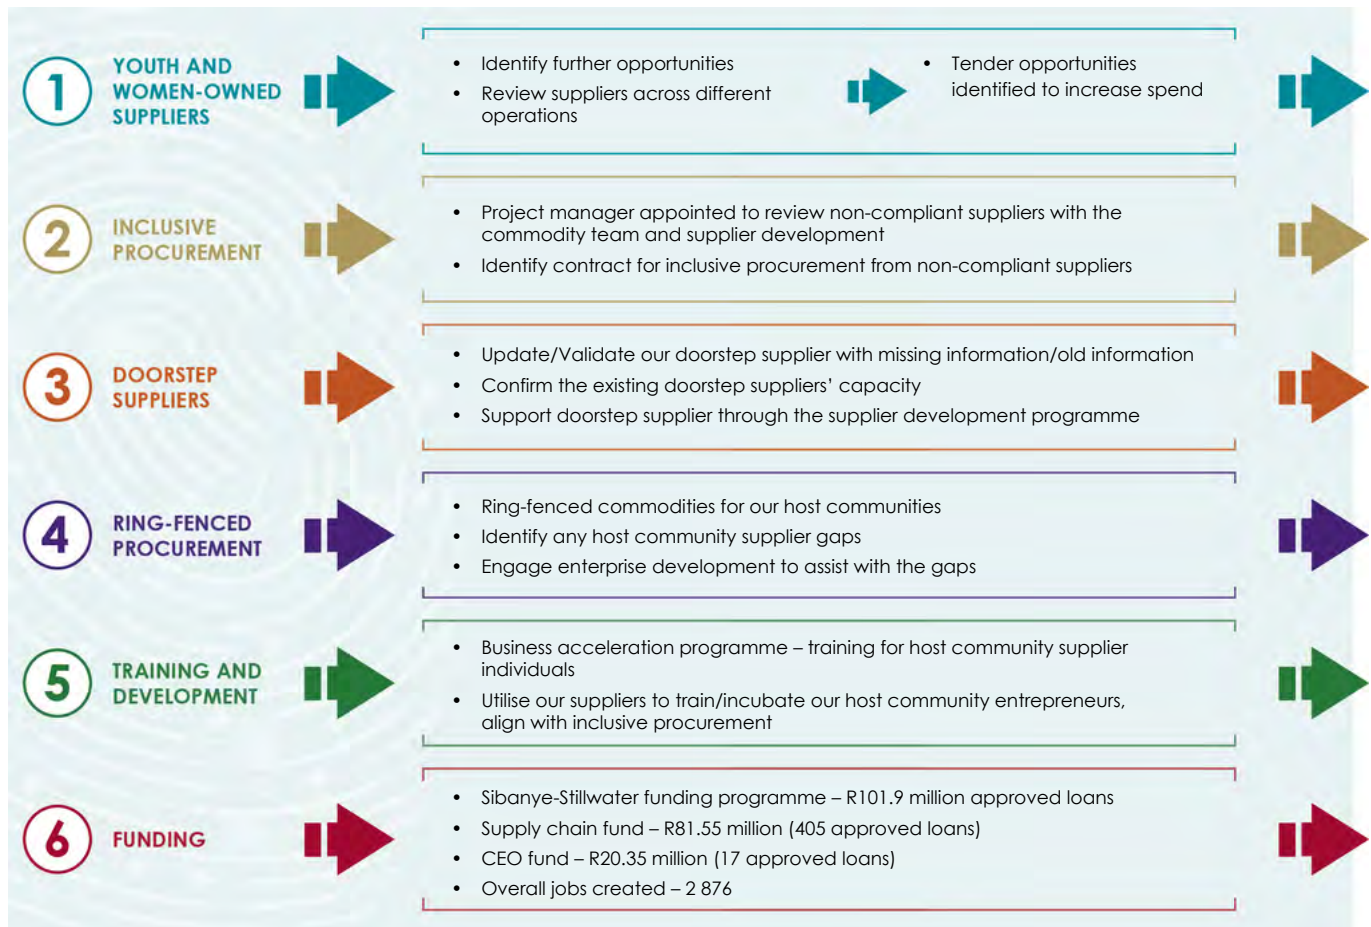 1
YOUTH AND
WOMEN-OWNED
SUPPLIERS
• Identify further opportunities
• Review suppliers across different
operations
• Tender opportunities
identified to increase spend
2
INCLUSIVE
PROCUREMENT
• Project manager appointed to review non-compliant suppliers with the
commodity team and supplier development
• Identify contract for inclusive procurement from non-compliant suppliers
3
DOORSTEP
SUPPLIERS
• Update/Validate our doorstep supplier with missing information/old information
• Confirm the existing doorstep suppliers’ capacity
• Support doorstep supplier through the supplier development programme
4
RING-FENCED
PROCUREMENT
• Ring-fenced commodities for our host communities
• Identify any host community supplier gaps
• Engage enterprise development to assist with the gaps
5
TRAINING AND
DEVELOPMENT
• Business acceleration programme – training for host community supplier
individuals
• Utilise our suppliers to train/incubate our host community entrepreneurs,
align with inclusive procurement
6
FUNDING
• Sibanye-Stillwater funding programme – R101.9 million approved loans
• Supply chain fund – R81.55 million (405 approved loans)
• CEO fund – R20.35 million (17 approved loans)
• Overall jobs created – 2 876